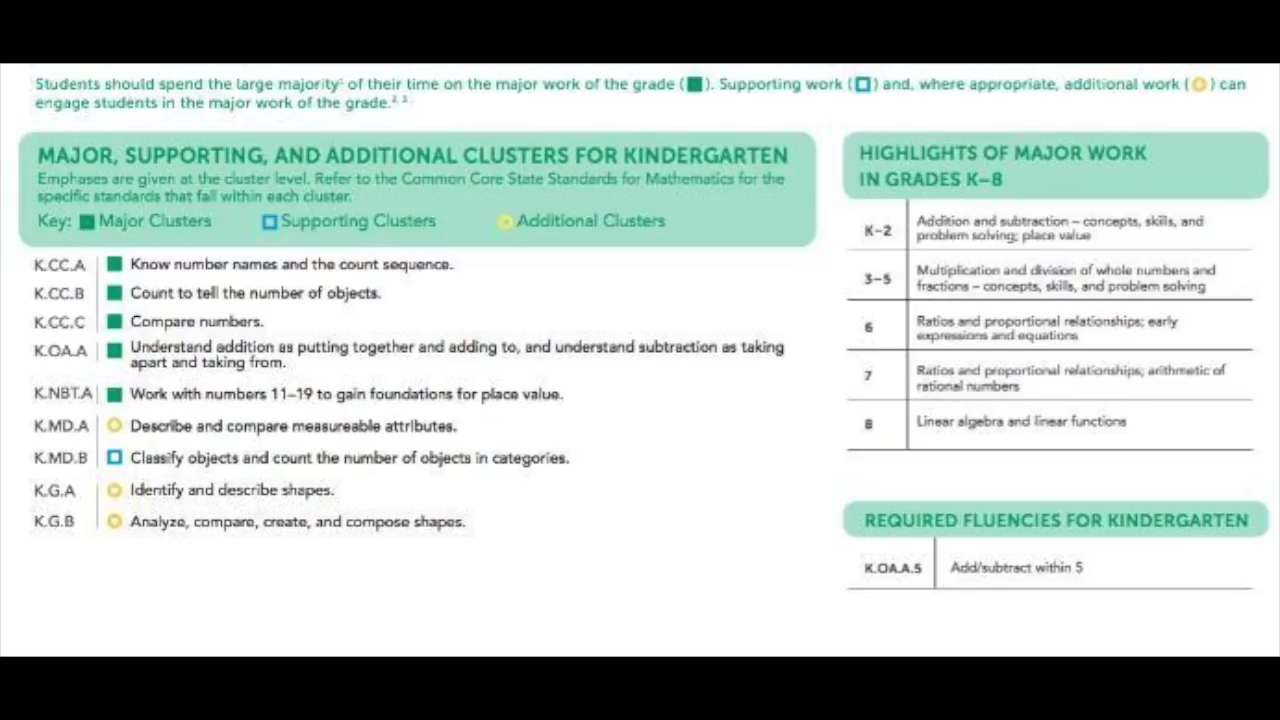 Students should spend the large majority¹ of their time on the major work of the grade (■). Supporting work (□) and, where appropriate, additional work (○) can
engage students in the major work of the grade.²˒ ³
MAJOR, SUPPORTING, AND ADDITIONAL CLUSTERS FOR KINDERGARTEN
Emphases are given at the cluster level. Refer to the Common Core State Standards for Mathematics for the
specific standards that fall within each cluster.
Key: ■ Major Clusters □ Supporting Clusters ○ Additional Clusters
K.CC.A ■ Know number names and the count sequence.
K.CC.B ■ Count to tell the number of objects.
K.CC.C ■ Compare numbers.
K.OA.A ■ Understand addition as putting together and adding to, and understand subtraction as taking
apart and taking from.
K.NBT.A ■ Work with numbers 11–19 to gain foundations for place value.
K.MD.A ○ Describe and compare measureable attributes.
K.MD.B □ Classify objects and count the number of objects in categories.
K.G.A ○ Identify and describe shapes.
K.G.B ○ Analyze, compare, create, and compose shapes.
HIGHLIGHTS OF MAJOR WORK
IN GRADES K–8
K–2 Addition and subtraction – concepts, skills, and
problem solving; place value
3–5 Multiplication and division of whole numbers and
fractions – concepts, skills, and problem solving
6 Ratios and proportional relationships; early
expressions and equations
7 Ratios and proportional relationships; arithmetic of
rational numbers
8 Linear algebra and linear functions
REQUIRED FLUENCIES FOR KINDERGARTEN
K.OA.A.5 Add/subtract within 5